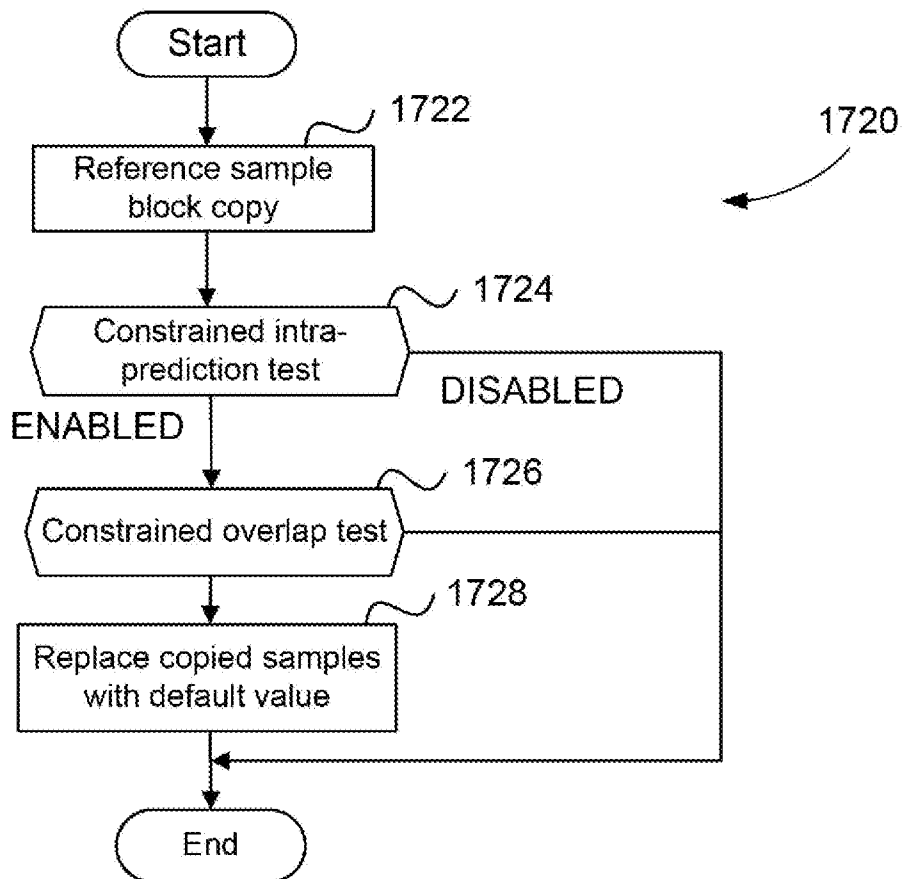 Start
1722
1720
Reference sample
block copy
1724
Constrained intra-
prediction test
DISABLED
ENABLED
1726
Constrained overlap test
1728
Replace copied samples
with default value
End